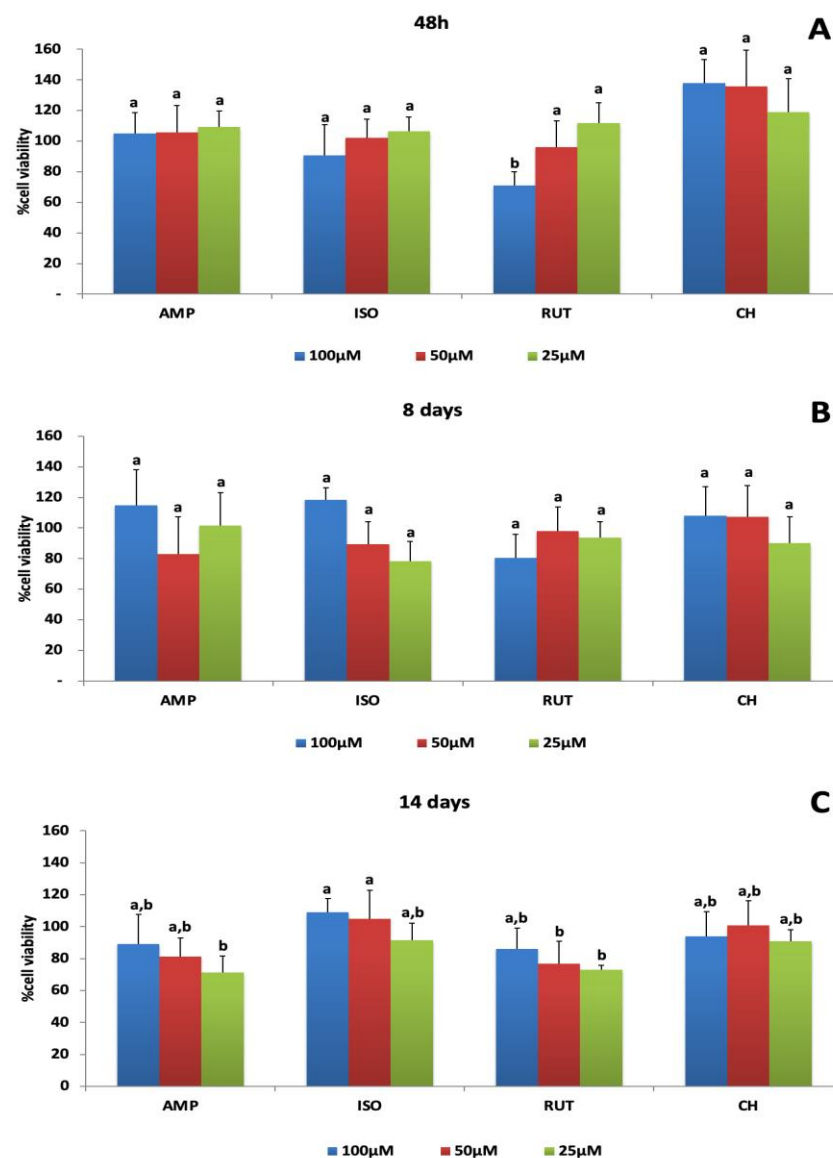 48h
A
%cell viability
160
140
120
100
80
60
40
20
-
a a a a a a b a a a a a
AMP ISO RUT CH
100µM 50µM 25µM
8 days
B
%cell viability
160
140
120
100
80
60
40
20
-
a a a a a a a a a a a a
AMP ISO RUT CH
100µM 50µM 25µM
14 days
C
%cell viability
160
140
120
100
80
60
40
20
0
a,b a,b b a a a,b a,b b b a,b a,b a,b
AMP ISO RUT CH
100µM 50µM 25µM